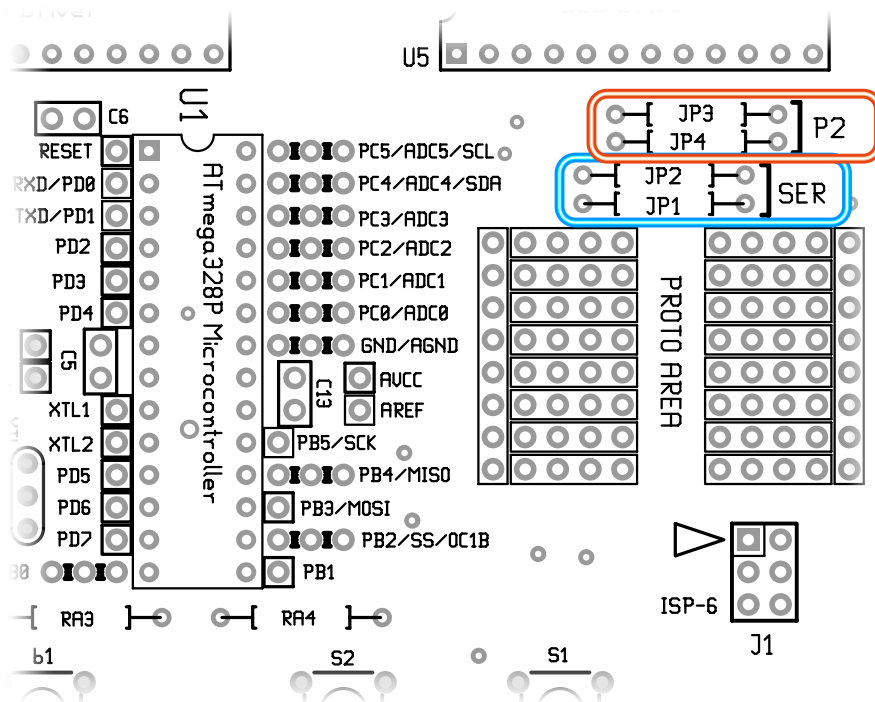 Driver
U5
U1
C6
JP3
JP4
P2
JP2
JP1
SER
RESET
RXD/PD0
TXD/PD1
PD2
PD3
PD4
C5
XTL1
XTL2
PD5
PD6
PD7
ATmega328P Microcontroller
PC5/ADC5/SCL
PC4/ADC4/SDA
PC3/ADC3
PC2/ADC2
PC1/ADC1
PC0/ADC0
GND/AGND
C13
AVCC
AREF
PB5/SCK
PB4/MISO
PB3/MOSI
PB2/SS/OC1B
PB1
PROTO AREA
ISP-6
J1
RA3
RA4
S2
S1